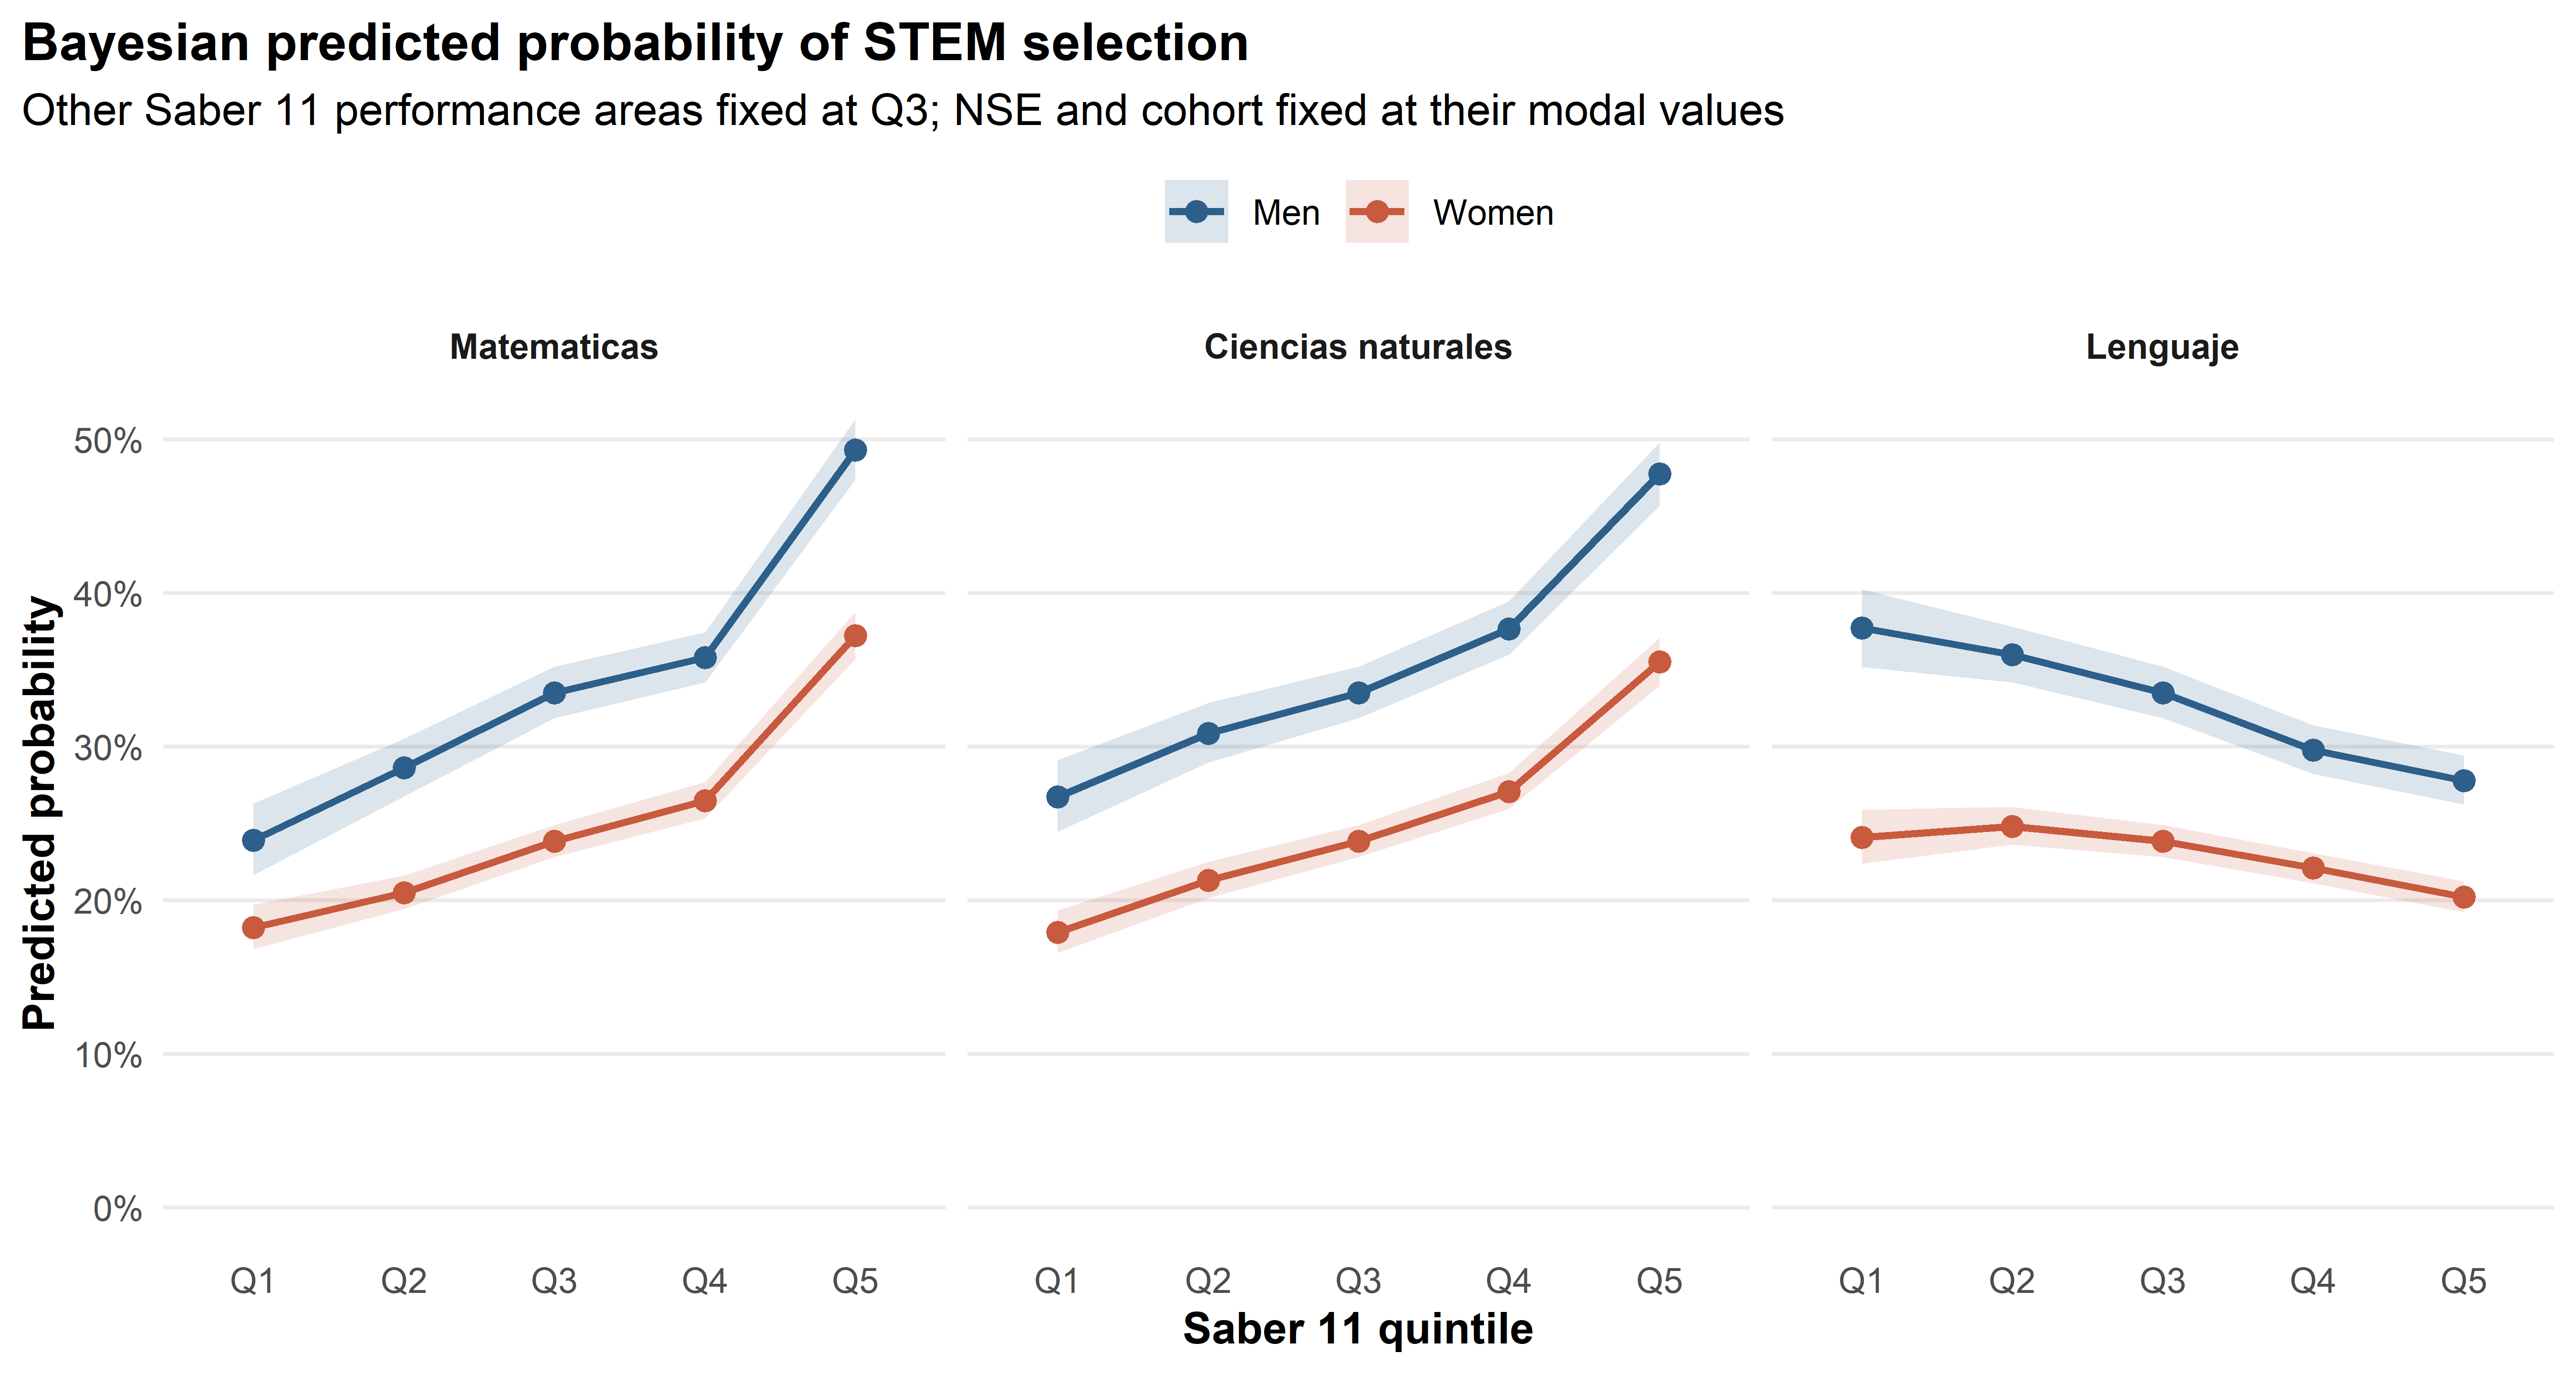 Bayesian predicted probability of STEM selection
Other Saber 11 performance areas fixed at Q3; NSE and cohort fixed at their modal values
Men Women
Matematicas Ciencias naturales Lenguaje
Predicted probability
50%
40%
30%
20%
10%
0%
Q1 Q2 Q3 Q4 Q5 Q1 Q2 Q3 Q4 Q5 Q1 Q2 Q3 Q4 Q5
Saber 11 quintile